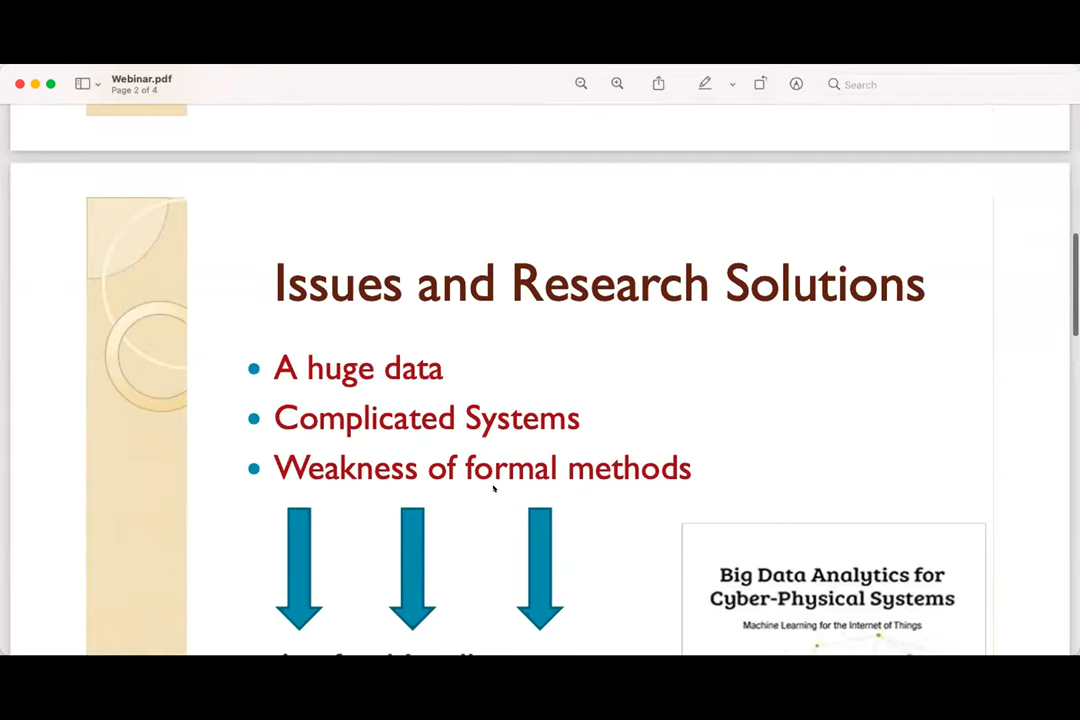 Webinar.pdf
Page 2 of 4
Search
Issues and Research Solutions
• A huge data
• Complicated Systems
• Weakness of formal methods
Big Data Analytics for
Cyber-Physical Systems
Machine Learning for the Internet of Things